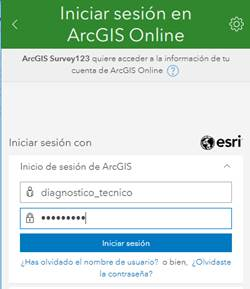 Iniciar sesión en
ArcGIS Online
ArcGIS Survey123 quiere acceder a la información de tu
cuenta de ArcGIS Online ?
Iniciar sesión con
esri
Inicio de sesión de ArcGIS
diagnostico_tecnico
•••••••••
Iniciar sesión
¿Has olvidado el nombre de usuario? o bien, ¿Olvidaste
la contraseña?